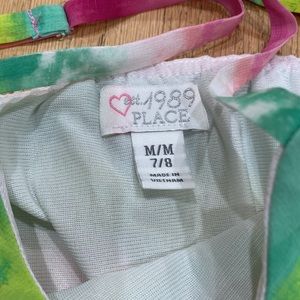 est. 1989
PLACE
M/M
7/8
MADE IN
VIETNAM